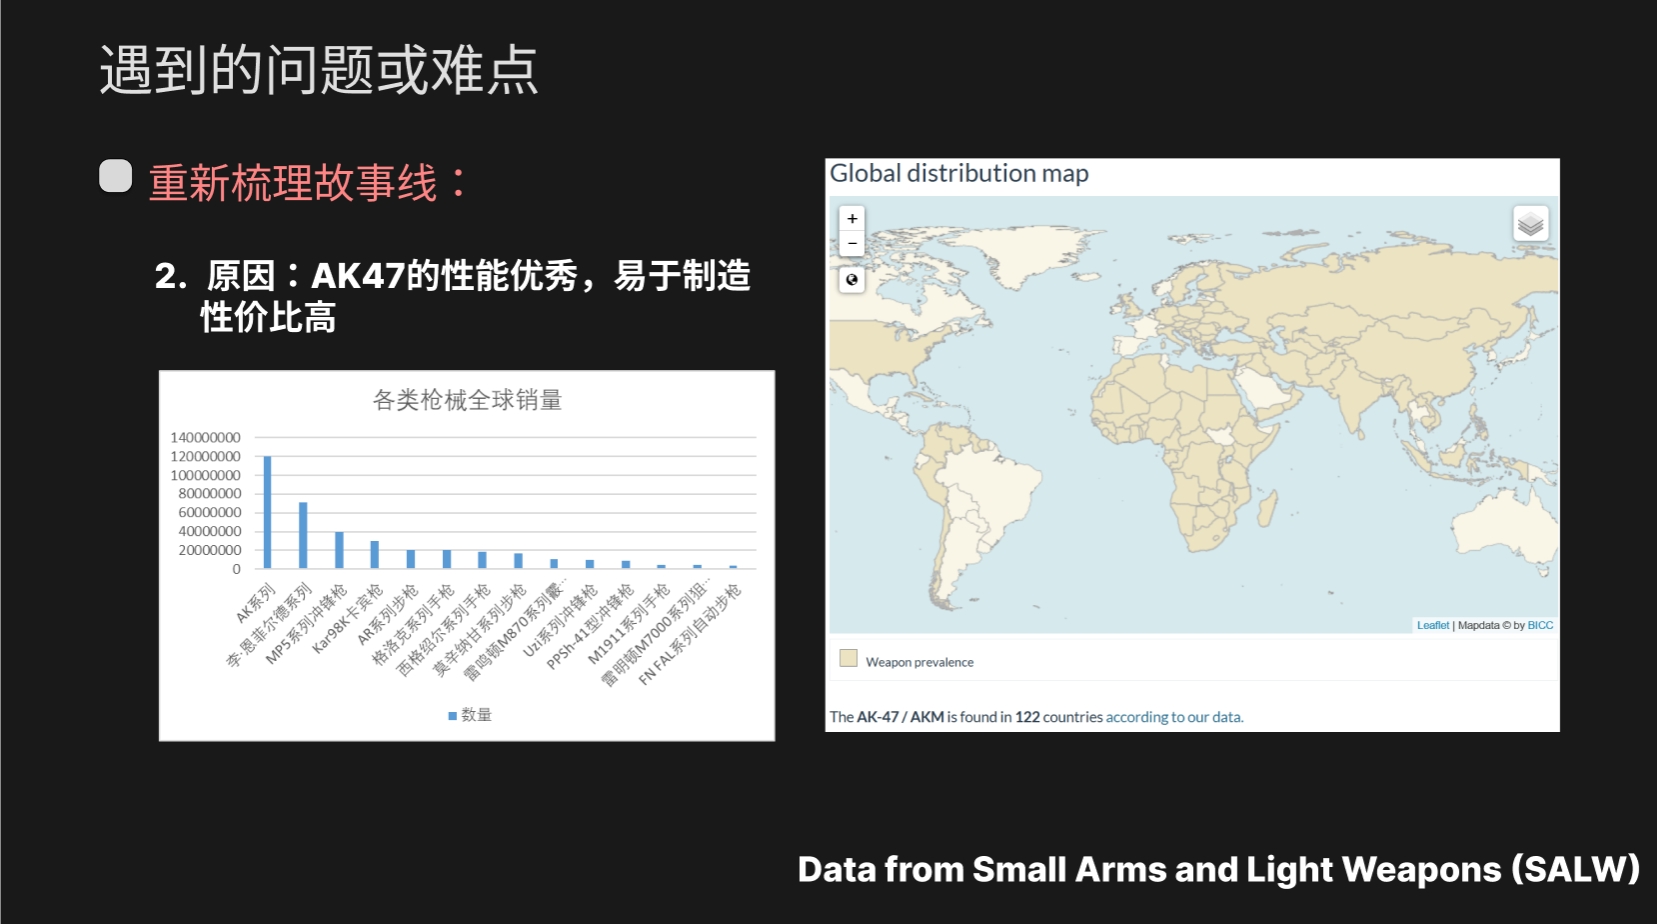 遇到的问题或难点
重新梳理故事线：
2. 原因：AK47的性能优秀，易于制造
性价比高
各类枪械全球销量
140000000
120000000
100000000
80000000
60000000
40000000
20000000
0
AK系列
李·恩菲尔德系列
MP5系列冲锋枪
Kar98K卡宾枪
AR系列步枪
格洛克系列手枪
西格绍尔系列手枪
莫辛纳甘系列步枪
雷鸣顿M870系列霰…
Uzi系列冲锋枪
PPSh-41型冲锋枪
M1911系列手枪
雷明顿M7000系列狙…
FN FAL系列自动步枪
数量
Global distribution map
+
−
Leaflet | Mapdata © by BICC
Weapon prevalence
The AK-47 / AKM is found in 122 countries according to our data.
Data from Small Arms and Light Weapons (SALW)